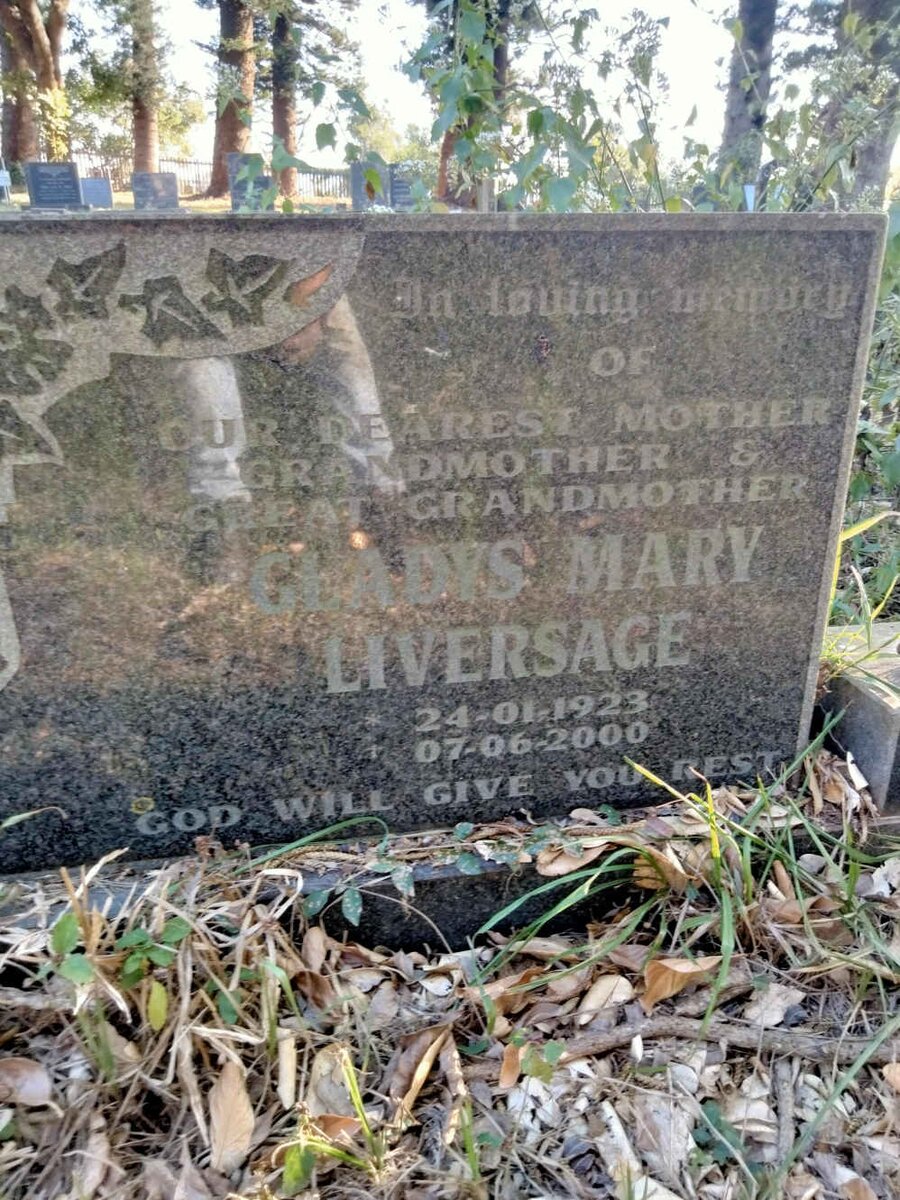 In loving memory
OF
OUR DEAREST MOTHER
GRANDMOTHER &
GREAT GRANDMOTHER
GLADYS MARY
LIVERSAGE
* 24-01-1923
+ 07-06-2000
GOD WILL GIVE YOU REST